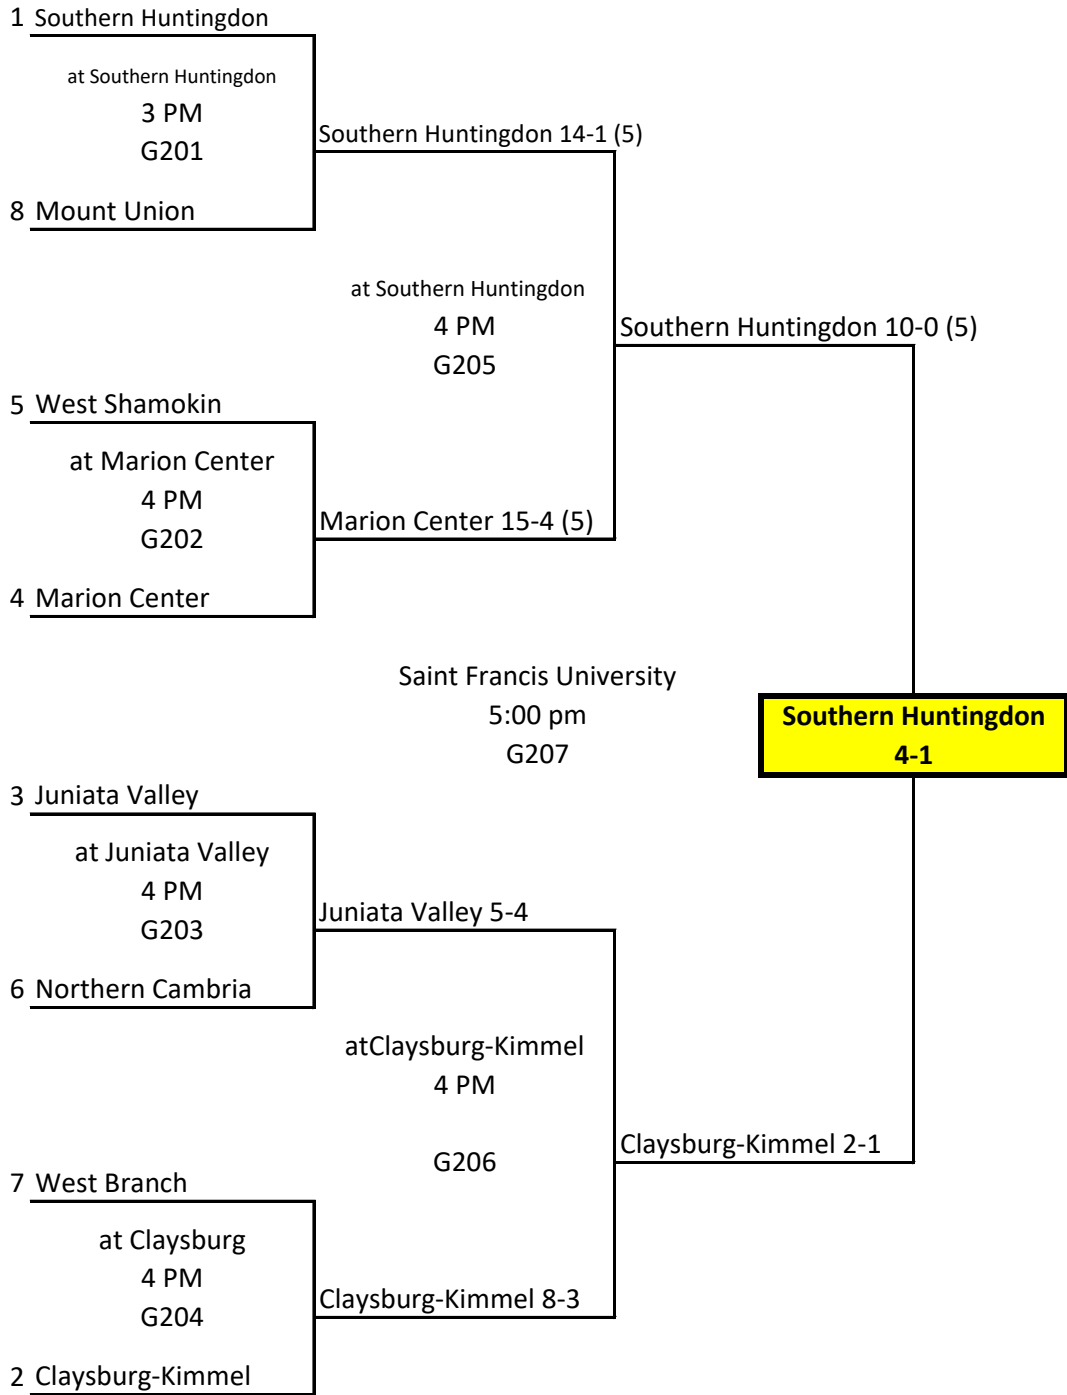 1 Southern Huntingdon
at Southern Huntingdon
3 PM
G201
Southern Huntingdon 14-1 (5)
8 Mount Union
at Southern Huntingdon
4 PM
G205
Southern Huntingdon 10-0 (5)
5 West Shamokin
at Marion Center
4 PM
G202
Marion Center 15-4 (5)
4 Marion Center
Saint Francis University
5:00 pm
G207
Southern Huntingdon
4-1
3 Juniata Valley
at Juniata Valley
4 PM
G203
Juniata Valley 5-4
6 Northern Cambria
atClaysburg-Kimmel
4 PM
G206
Claysburg-Kimmel 2-1
7 West Branch
at Claysburg
4 PM
G204
Claysburg-Kimmel 8-3
2 Claysburg-Kimmel